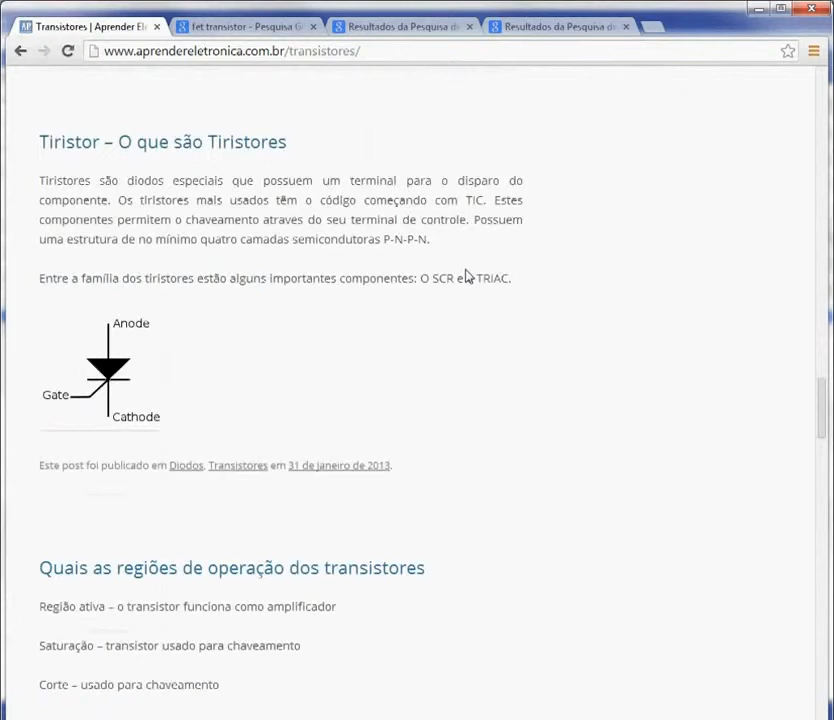 Transistores | Aprender El
fet transistor - Pesquisa G
Resultados da Pesquisa de
Resultados da Pesquisa de
www.aprendereletronica.com.br/transistores/
Tiristor – O que são Tiristores
Tiristores são diodos especiais que possuem um terminal para o disparo do
componente. Os tiristores mais usados têm o código começando com TIC. Estes
componentes permitem o chaveamento atraves do seu terminal de controle. Possuem
uma estrutura de no mínimo quatro camadas semicondutoras P-N-P-N.
Entre a família dos tiristores estão alguns importantes componentes: O SCR e TRIAC.
Anode
Gate
Cathode
Este post foi publicado em Diodos, Transistores em 31 de janeiro de 2013.
Quais as regiões de operação dos transistores
Região ativa – o transistor funciona como amplificador
Saturação – transistor usado para chaveamento
Corte – usado para chaveamento